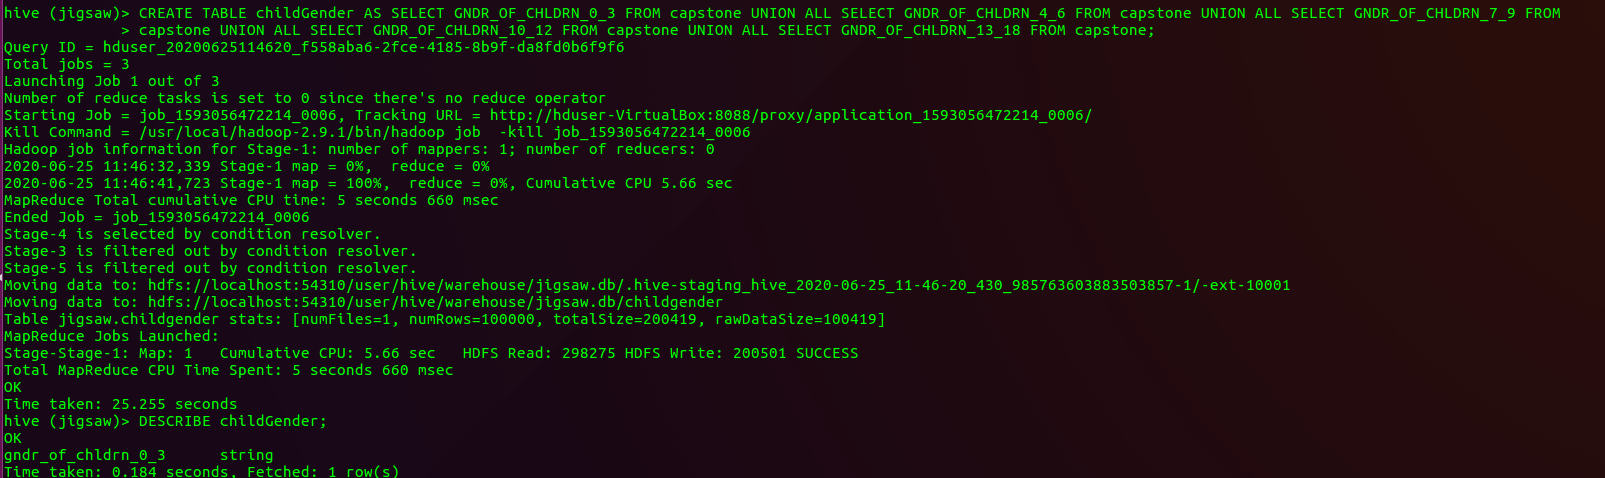 hive (jigsaw)> CREATE TABLE childGender AS SELECT GNDR_OF_CHLDRN_0_3 FROM capstone UNION ALL SELECT GNDR_OF_CHLDRN_4_6 FROM capstone UNION ALL SELECT GNDR_OF_CHLDRN_7_9 FROM
> capstone UNION ALL SELECT GNDR_OF_CHLDRN_10_12 FROM capstone UNION ALL SELECT GNDR_OF_CHLDRN_13_18 FROM capstone;
Query ID = hduser_20200625114620_f558aba6-2fce-4185-8b9f-da8fd0b6f9f6
Total jobs = 3
Launching Job 1 out of 3
Number of reduce tasks is set to 0 since there's no reduce operator
Starting Job = job_1593056472214_0006, Tracking URL = http://hduser-VirtualBox:8088/proxy/application_1593056472214_0006/
Kill Command = /usr/local/hadoop-2.9.1/bin/hadoop job  -kill job_1593056472214_0006
Hadoop job information for Stage-1: number of mappers: 1; number of reducers: 0
2020-06-25 11:46:32,339 Stage-1 map = 0%,  reduce = 0%
2020-06-25 11:46:41,723 Stage-1 map = 100%,  reduce = 0%, Cumulative CPU 5.66 sec
MapReduce Total cumulative CPU time: 5 seconds 660 msec
Ended Job = job_1593056472214_0006
Stage-4 is selected by condition resolver.
Stage-3 is filtered out by condition resolver.
Stage-5 is filtered out by condition resolver.
Moving data to: hdfs://localhost:54310/user/hive/warehouse/jigsaw.db/.hive-staging_hive_2020-06-25_11-46-20_430_985763603883503857-1/-ext-10001
Moving data to: hdfs://localhost:54310/user/hive/warehouse/jigsaw.db/childgender
Table jigsaw.childgender stats: [numFiles=1, numRows=100000, totalSize=200419, rawDataSize=100419]
MapReduce Jobs Launched:
Stage-Stage-1: Map: 1   Cumulative CPU: 5.66 sec   HDFS Read: 298275 HDFS Write: 200501 SUCCESS
Total MapReduce CPU Time Spent: 5 seconds 660 msec
OK
Time taken: 25.255 seconds
hive (jigsaw)> DESCRIBE childGender;
OK
gndr_of_chldrn_0_3      string
Time taken: 0.184 seconds, Fetched: 1 row(s)